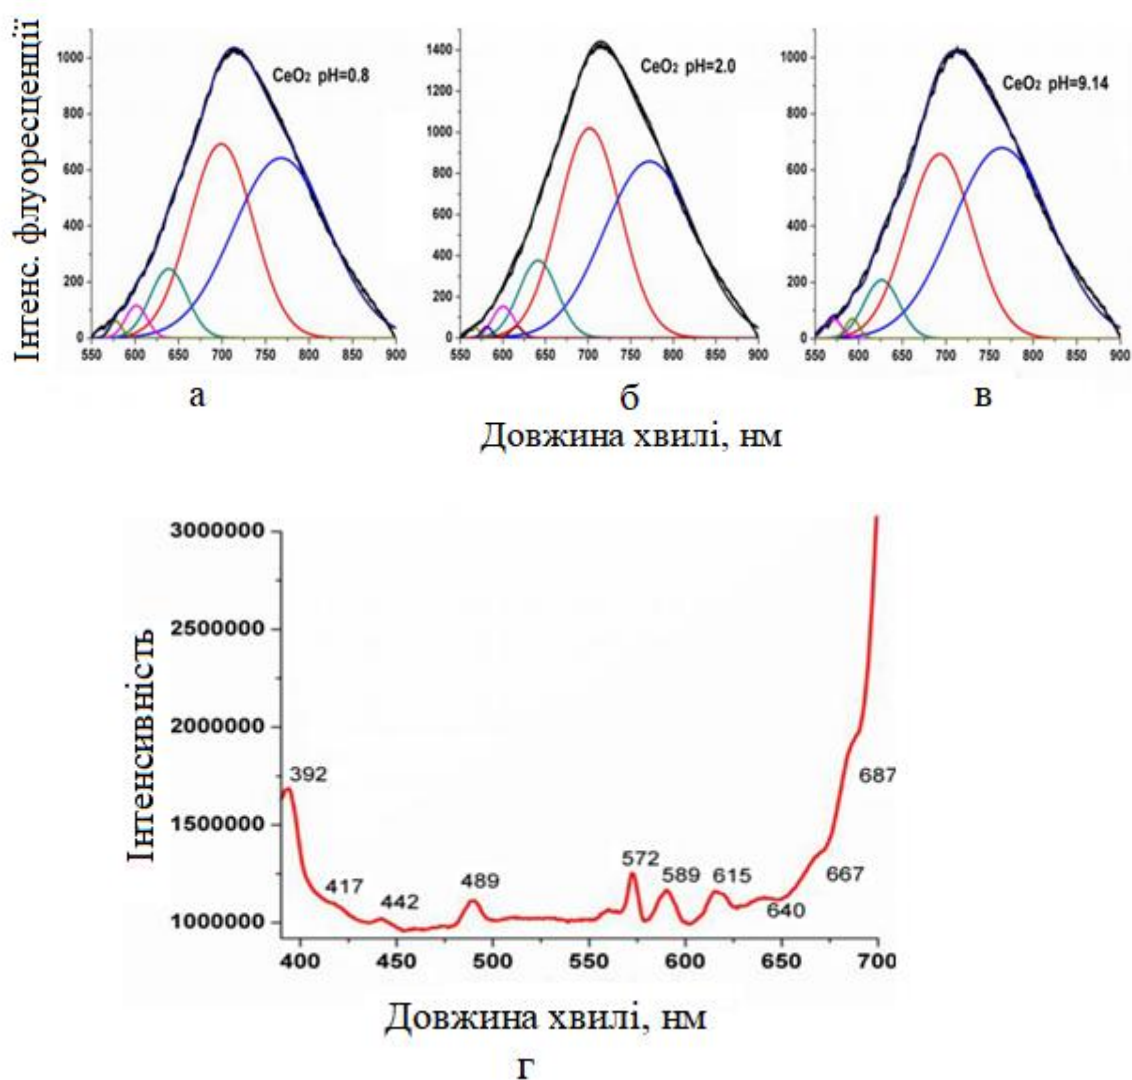 Інтенс. флуоресценції
1000
800
600
400
200
0
550 600 650 700 750 800 850 900
CeO₂ pH=0.8
а
1400
1200
1000
800
600
400
200
0
550 600 650 700 750 800 850 900
CeO₂ pH=2.0
б
1000
800
600
400
200
0
550 600 650 700 750 800 850 900
CeO₂ pH=9.14
в
Довжина хвилі, нм
Інтенсивність
3000000
2500000
2000000
1500000
1000000
392
417
442
489
572
589
615
640
667
687
400 450 500 550 600 650 700
Довжина хвилі, нм
г